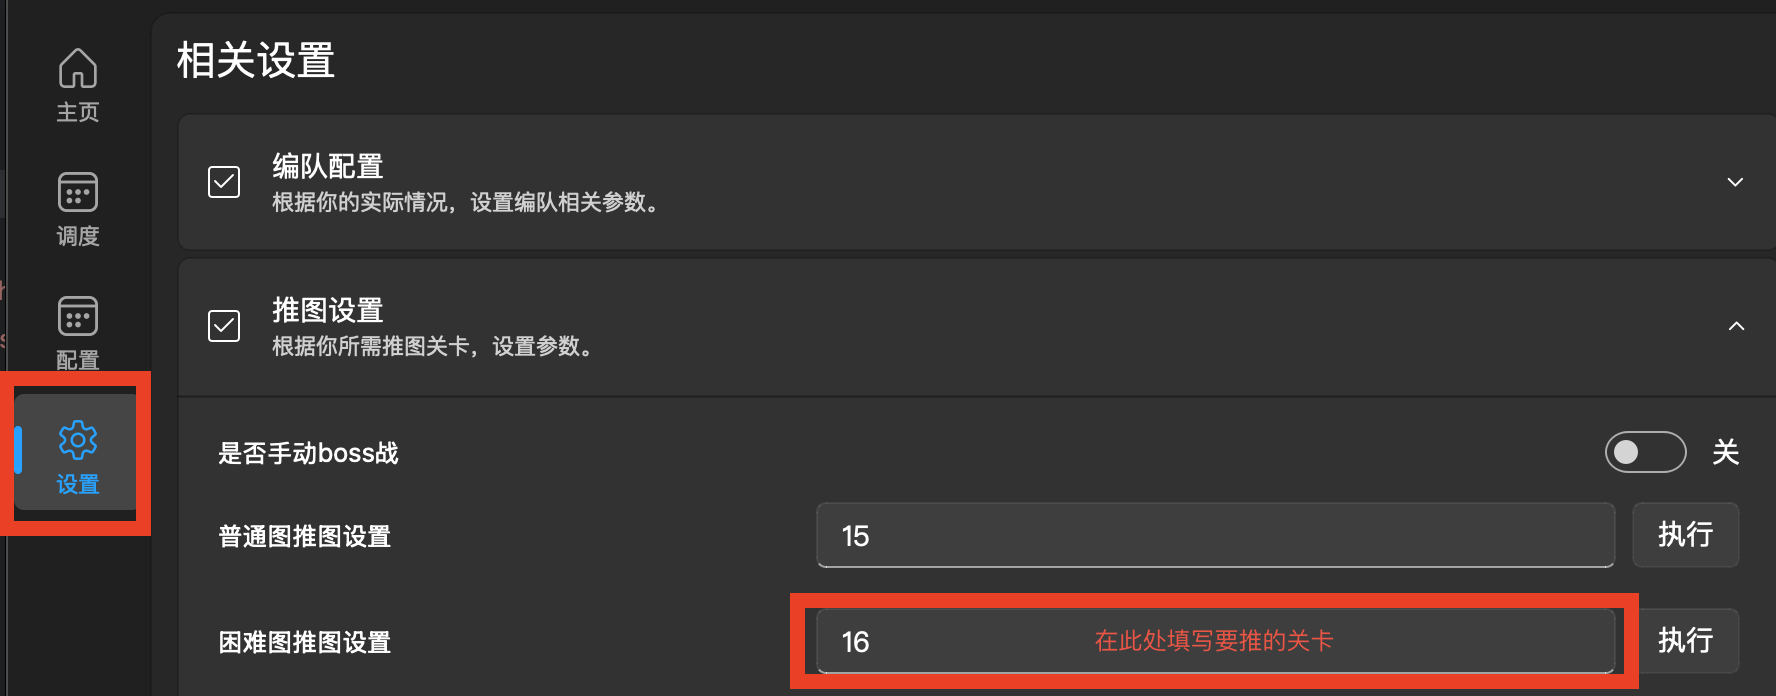 主页
调度
配置
设置
相关设置
编队配置
根据你的实际情况，设置编队相关参数。
推图设置
根据你所需推图关卡，设置参数。
是否手动boss战
关
普通图推图设置
15
执行
困难图推图设置
16
在此处填写要推的关卡
执行